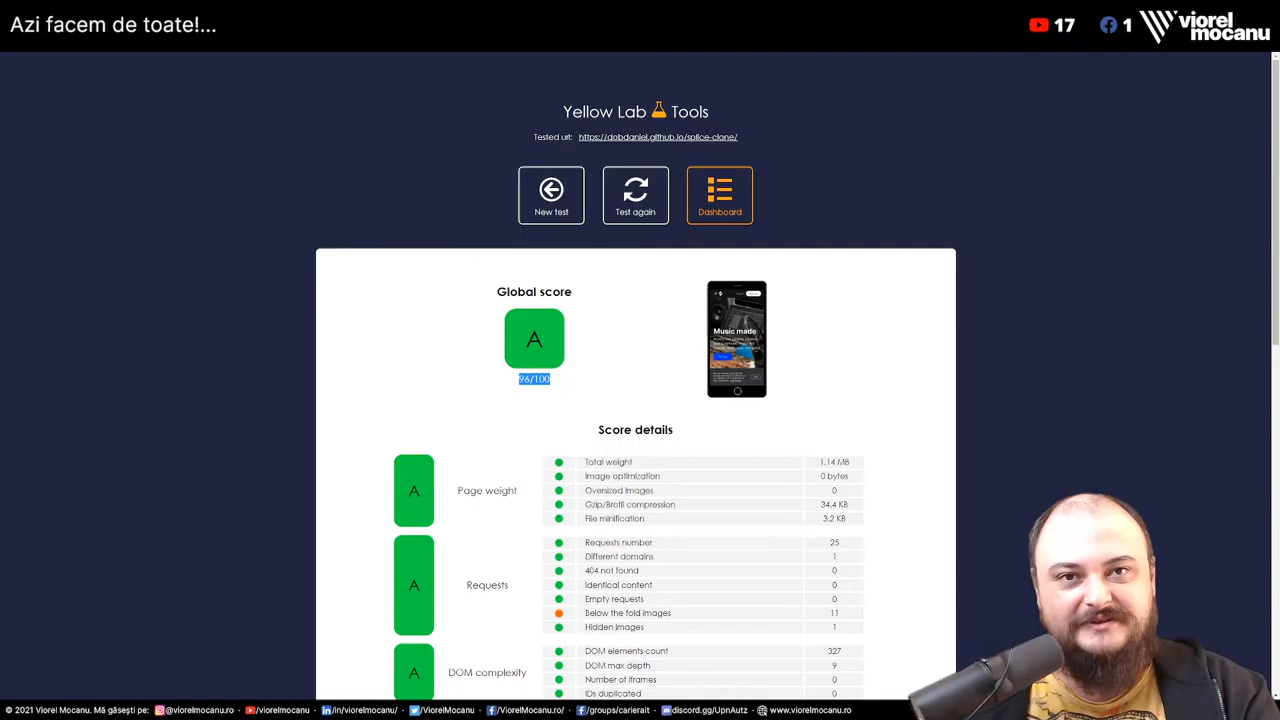 Azi facem de toate!...
17
1
viorel
mocanu
Yellow Lab Tools
Tested url: https://dobdaniel.github.io/splice-clone/
New test
Test again
Dashboard
Global score
A
96/100
Music made
Score details
A
Page weight
Total weight 1.14 MB
Image optimization 0 bytes
Oversized images 0
Gzip/Brotli compression 34.4 KB
File minification 3.2 KB
A
Requests
Requests number 25
Different domains 1
404 not found 0
Identical content 0
Empty requests 0
Below the fold images 11
Hidden images 1
A
DOM complexity
DOM elements count 327
DOM max depth 9
Number of iframes 0
IDs duplicated 0
© 2021 Viorel Mocanu. Mă găsești pe: @viorelmocanu.ro /viorelmocanu /in/viorelmocanu/ /ViorelMocanu /ViorelMocanu.ro/ /groups/carierait discord.gg/UpnAutz www.viorelmocanu.ro